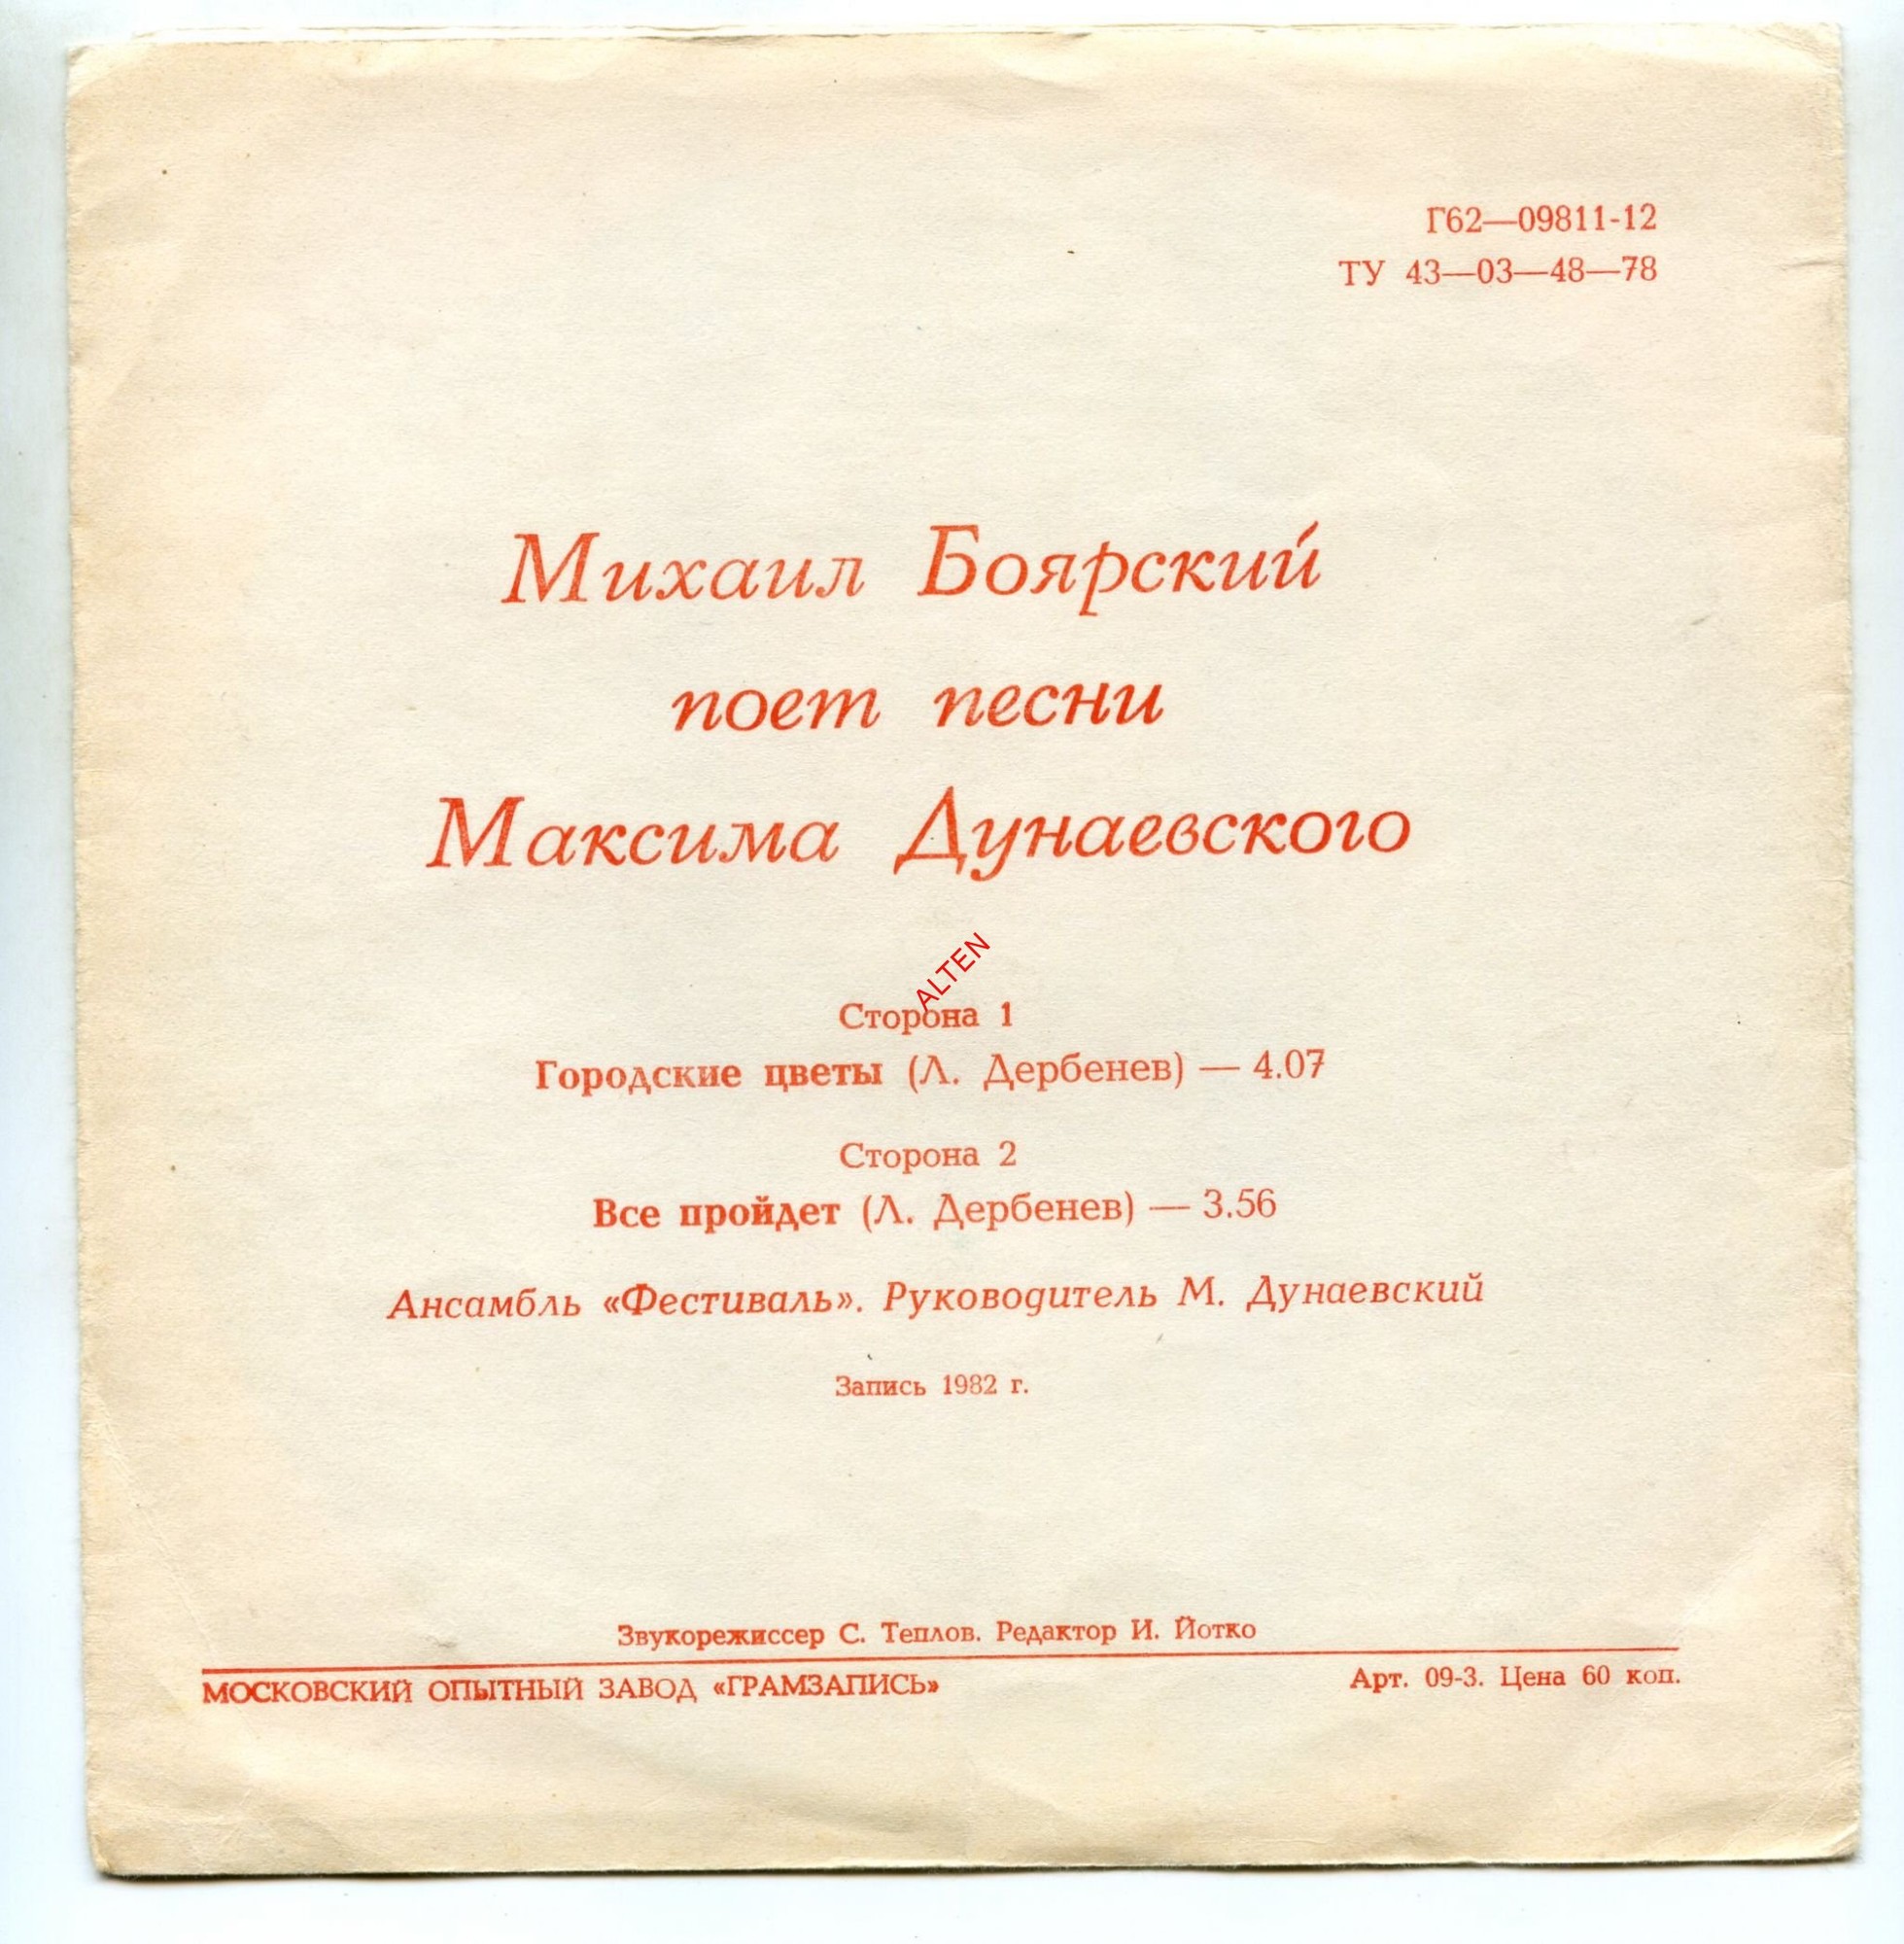 Г62—09811-12
ТУ 43—03—48—78
Михаил Боярский
поет песни
Максима Дунаевского
ALTEN
Сторона 1
Городские цветы (Л. Дербенев) — 4.07
Сторона 2
Все пройдет (Л. Дербенев) — 3.56
Ансамбль «Фестиваль». Руководитель М. Дунаевский
Запись 1982 г.
Звукорежиссер С. Теплов. Редактор И. Йотко
МОСКОВСКИЙ ОПЫТНЫЙ ЗАВОД «ГРАМЗАПИСЬ»
Арт. 09-3. Цена 60 коп.